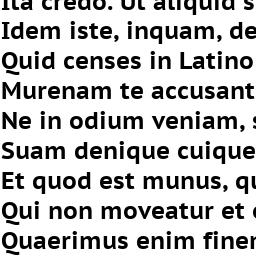 Ita credo. Ut aliquid s
Idem iste, inquam, de
Quid censes in Latino
Murenam te accusant
Ne in odium veniam, s
Suam denique cuique
Et quod est munus, qu
Qui non moveatur et
Quaerimus enim finer